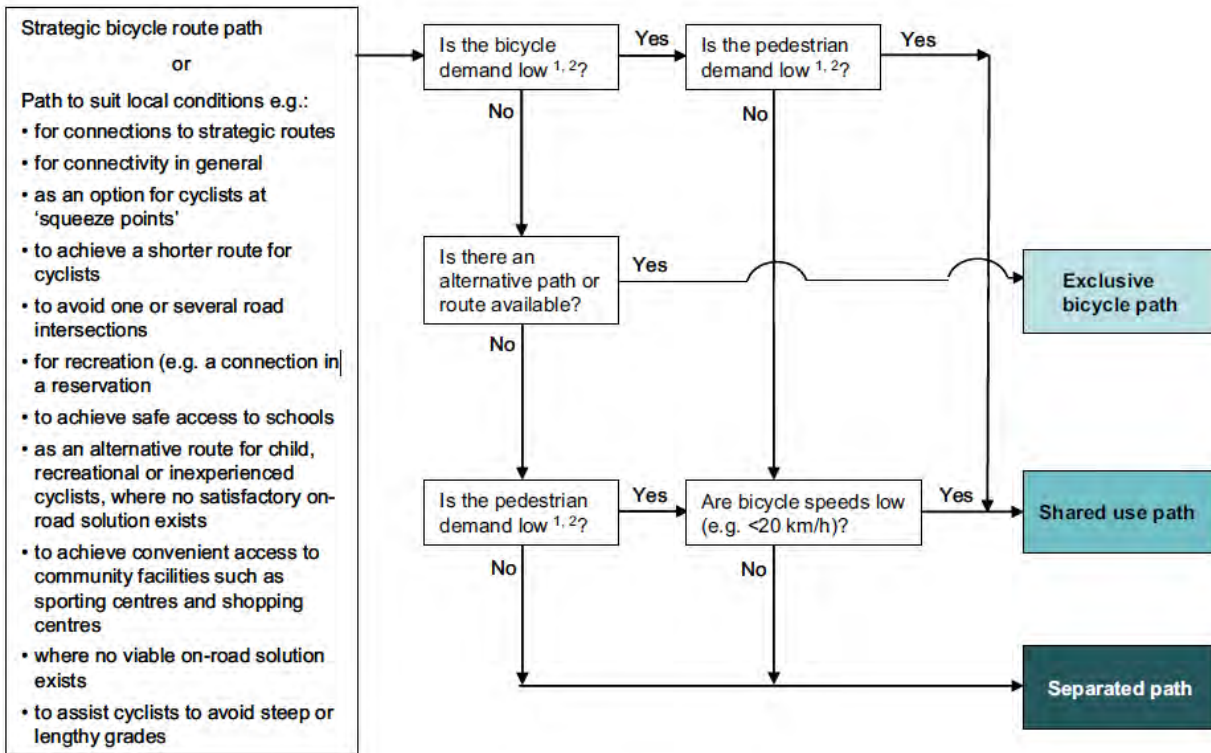 Strategic bicycle route path
or
Path to suit local conditions e.g.:
• for connections to strategic routes
• for connectivity in general
• as an option for cyclists at
‘squeeze points’
• to achieve a shorter route for
cyclists
• to avoid one or several road
intersections
• for recreation (e.g. a connection in
a reservation
• to achieve safe access to schools
• as an alternative route for child,
recreational or inexperienced
cyclists, where no satisfactory on-
road solution exists
• to achieve convenient access to
community facilities such as
sporting centres and shopping
centres
• where no viable on-road solution
exists
• to assist cyclists to avoid steep or
lengthy grades
Is the bicycle
demand low 1, 2?
Yes
No
Is the pedestrian
demand low 1, 2?
Yes
No
Is there an
alternative path or
route available?
Yes
No
Exclusive
bicycle path
Is the pedestrian
demand low 1, 2?
Yes
No
Are bicycle speeds low
(e.g. <20 km/h)?
Yes
No
Shared use path
Separated path